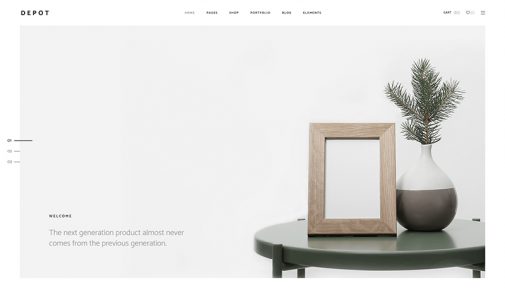 DEPOT
HOME PAGES SHOP PORTFOLIO BLOG ELEMENTS
CART (0)
01
02
03
WELCOME
The next generation product almost never
comes from the previous generation.